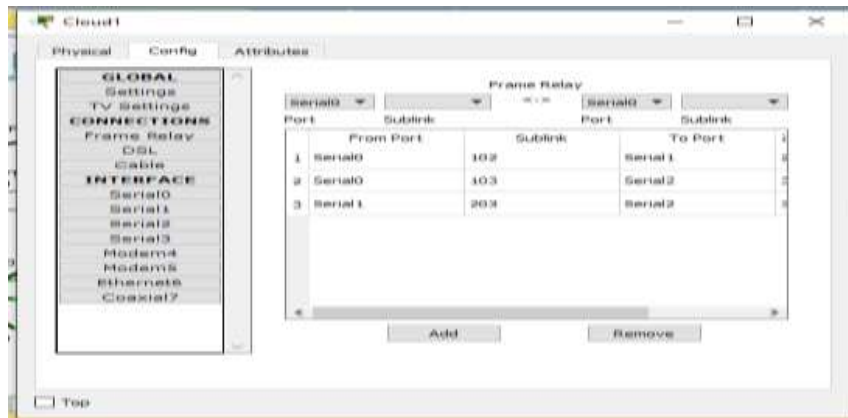 Cloud1
Physical Config Attributes
GLOBAL
Settings
TV Settings
CONNECTIONS
Frame Relay
DSL
Cable
INTERFACE
Serial0
Serial1
Serial2
Serial3
Modem4
Modem5
Ethernet6
Coaxial7
Frame Relay
Serial0 <-> Serial0
Port Sublink Port Sublink
From Port Sublink To Port
1 Serial0 102 Serial1
2 Serial0 103 Serial2
3 Serial1 203 Serial2
Add Remove
Top